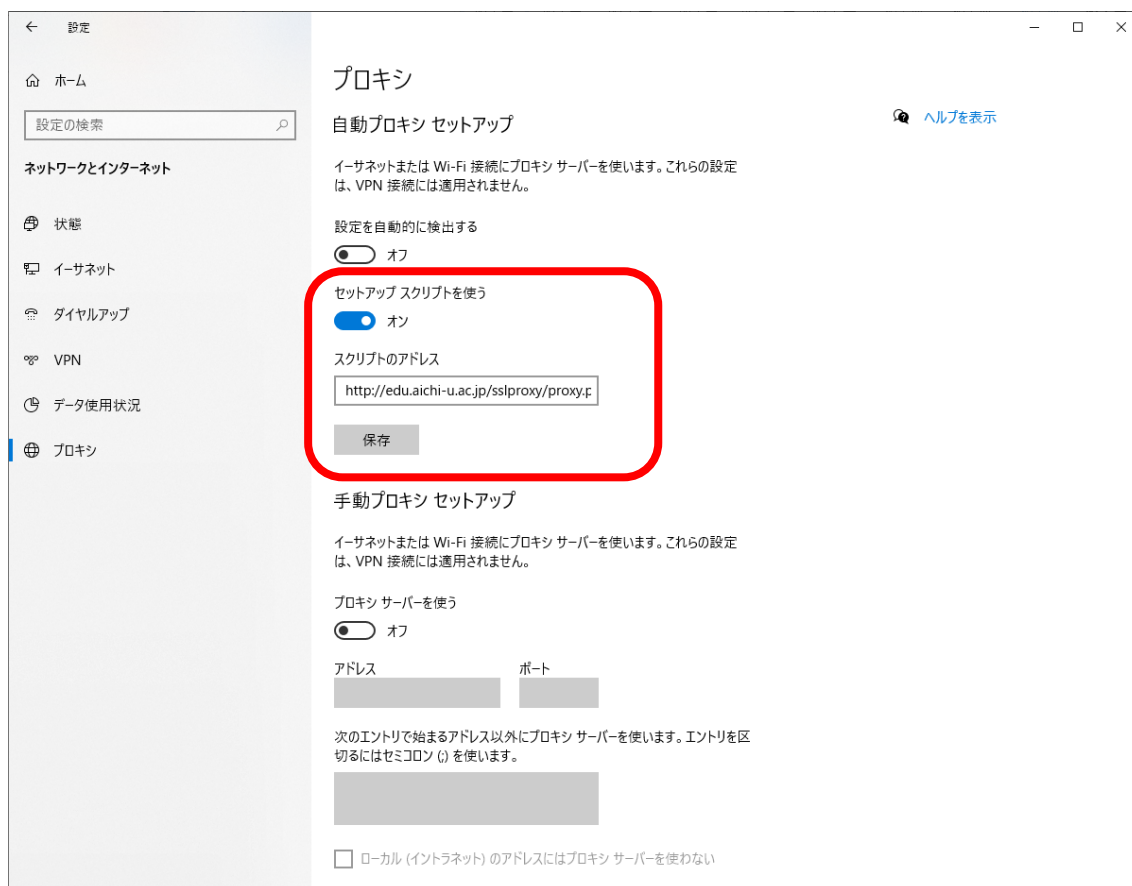 設定
ホーム
設定の検索
ネットワークとインターネット
状態
イーサネット
ダイヤルアップ
VPN
データ使用状況
プロキシ
プロキシ
自動プロキシ セットアップ
ヘルプを表示
イーサネットまたは Wi-Fi 接続にプロキシ サーバーを使います。これらの設定
は、VPN 接続には適用されません。
設定を自動的に検出する
オフ
セットアップ スクリプトを使う
オン
スクリプトのアドレス
http://edu.aichi-u.ac.jp/sslproxy/proxy.p
保存
手動プロキシ セットアップ
イーサネットまたは Wi-Fi 接続にプロキシ サーバーを使います。これらの設定
は、VPN 接続には適用されません。
プロキシ サーバーを使う
オフ
アドレス
ポート
次のエントリで始まるアドレス以外にプロキシ サーバーを使います。エントリを区
切るにはセミコロン (;) を使います。
ローカル (イントラネット) のアドレスにはプロキシ サーバーを使わない